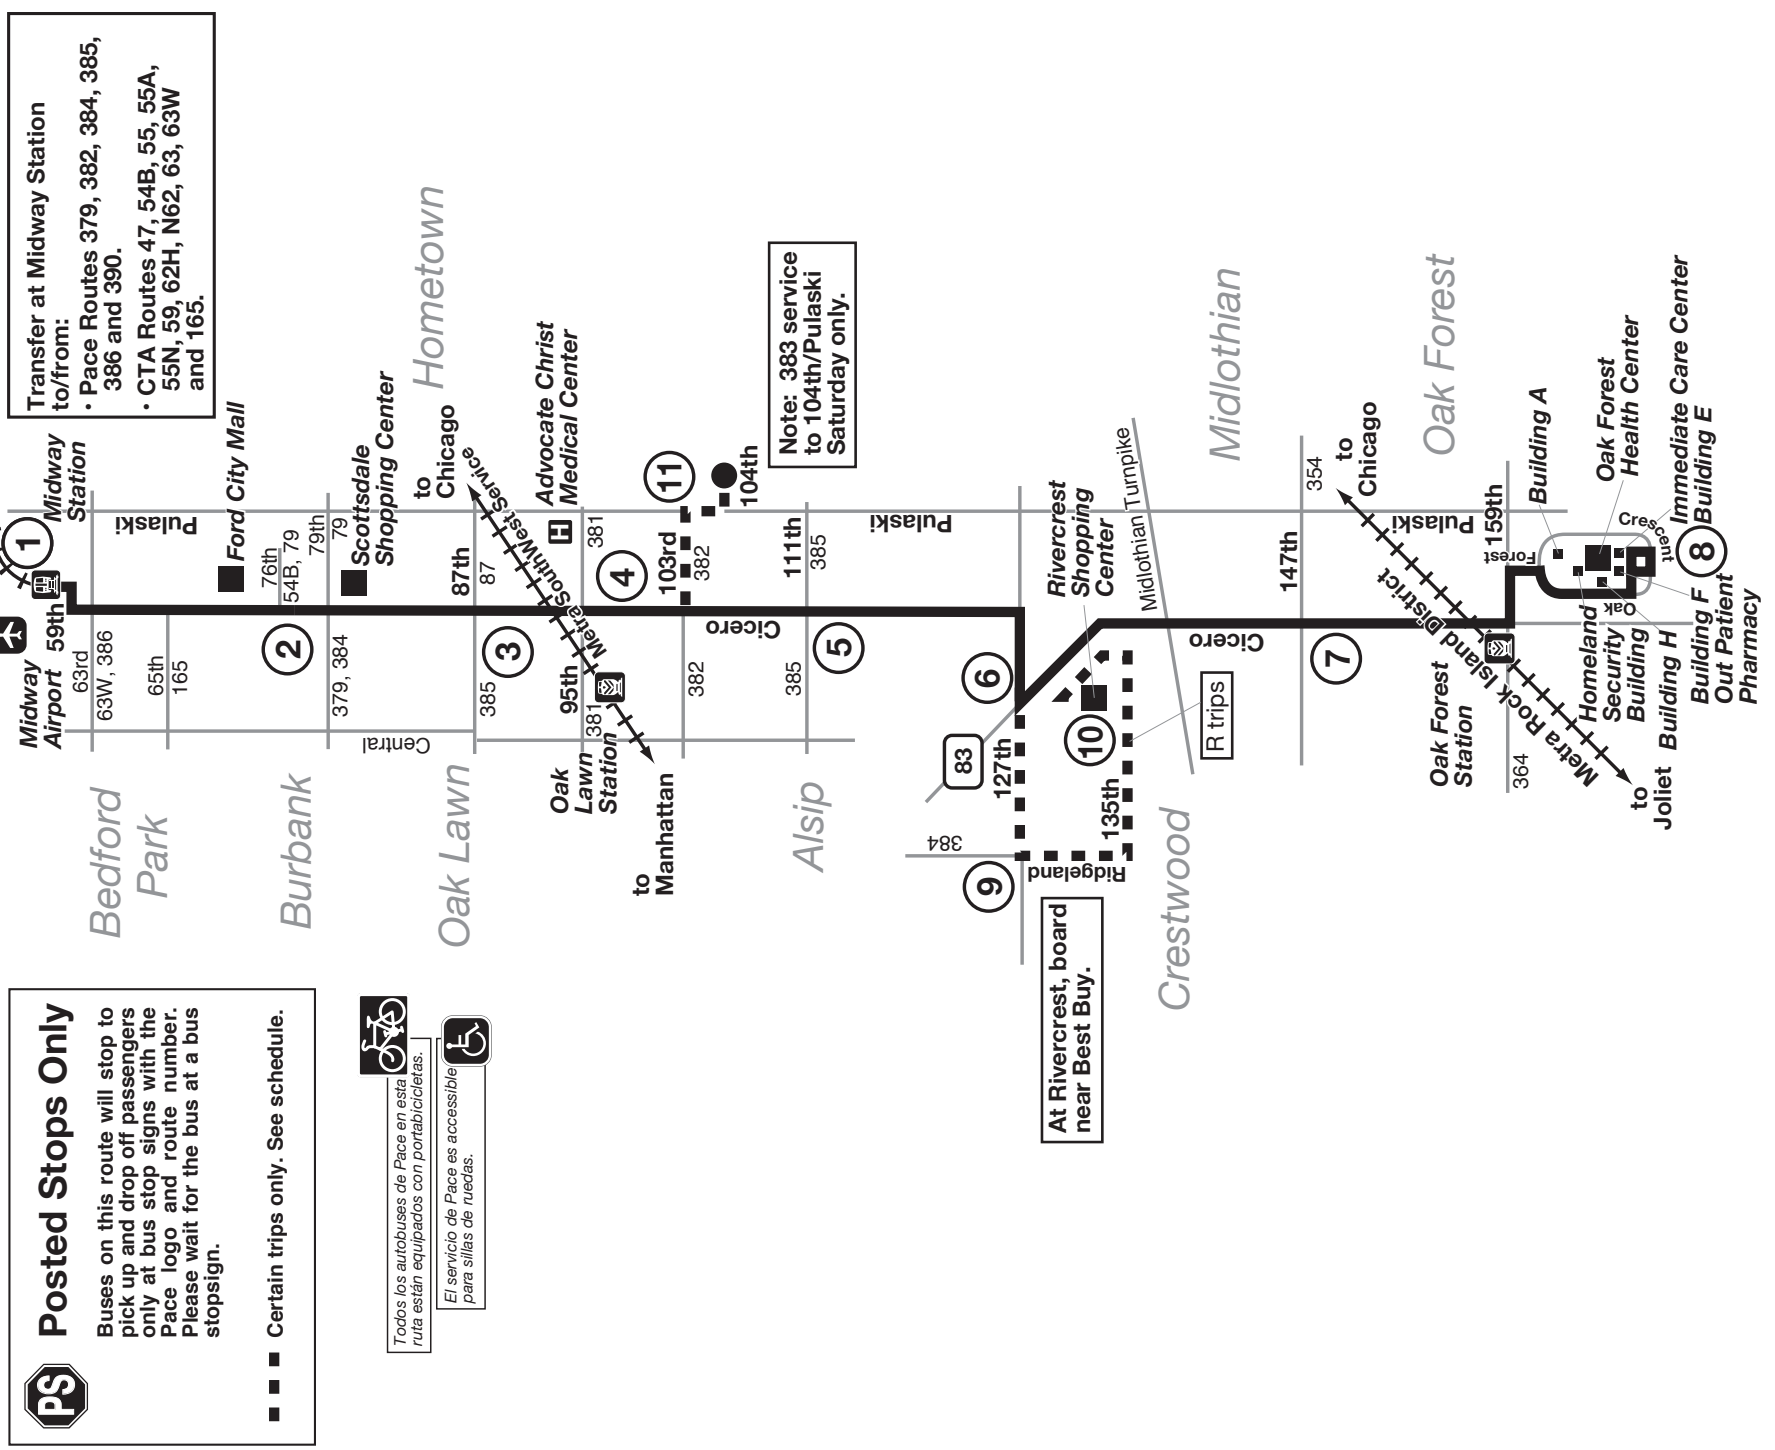 PS
Posted Stops Only
Buses on this route will stop to
pick up and drop off passengers
only at bus stop signs with the
Pace logo and route number.
Please wait for the bus at a bus
stopsign.
Certain trips only. See schedule.
Todos los autobuses de Pace en esta
ruta están equipados con portabicicletas.
El servicio de Pace es accessible
para sillas de ruedas.
Transfer at Midway Station
to/from:
• Pace Routes 379, 382, 384, 385,
386 and 390.
• CTA Routes 47, 54B, 55, 55A,
55N, 59, 62H, N62, 63, 63W
and 165.
1
Midway
Station
Midway
Airport
59th
63rd
63W, 386
65th
165
Pulaski
Bedford
Park
Ford City Mall
76th
54B, 79
79th
79
2
379, 384
Burbank
Scottsdale
Shopping Center
Central
Hometown
87th
87
3
385
Oak Lawn
to
Chicago
Metra SouthWest Service
Advocate Christ
Medical Center
H
95th
381
381
Oak
Lawn
Station
to
Manhattan
4
103rd
382
382
11
104th
Note: 383 service
to 104th/Pulaski
Saturday only.
Cicero
111th
385
385
5
Alsip
Pulaski
6
83
127th
384
9
Ridgeland
135th
10
Rivercrest
Shopping
Center
At Rivercrest, board
near Best Buy.
Midlothian Turnpike
R trips
Crestwood
Midlothian
Cicero
147th
354
7
to
Chicago
Pulaski
Metra Rock Island District
Oak Forest
159th
364
Oak Forest
Station
to
Joliet
Forest
Building A
Oak Forest
Health Center
Crescent
Immediate Care Center
Building E
8
Oak
Homeland
Security
Building
Building H
Building F
Out Patient
Pharmacy